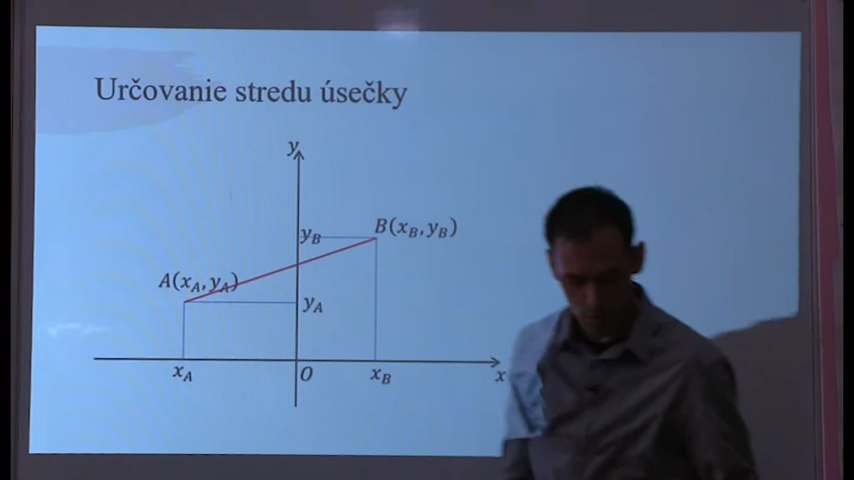 Určovanie stredu úsečky
y
y_B
B(x_B, y_B)
A(x_A, y_A)
y_A
x_A
O
x_B
x